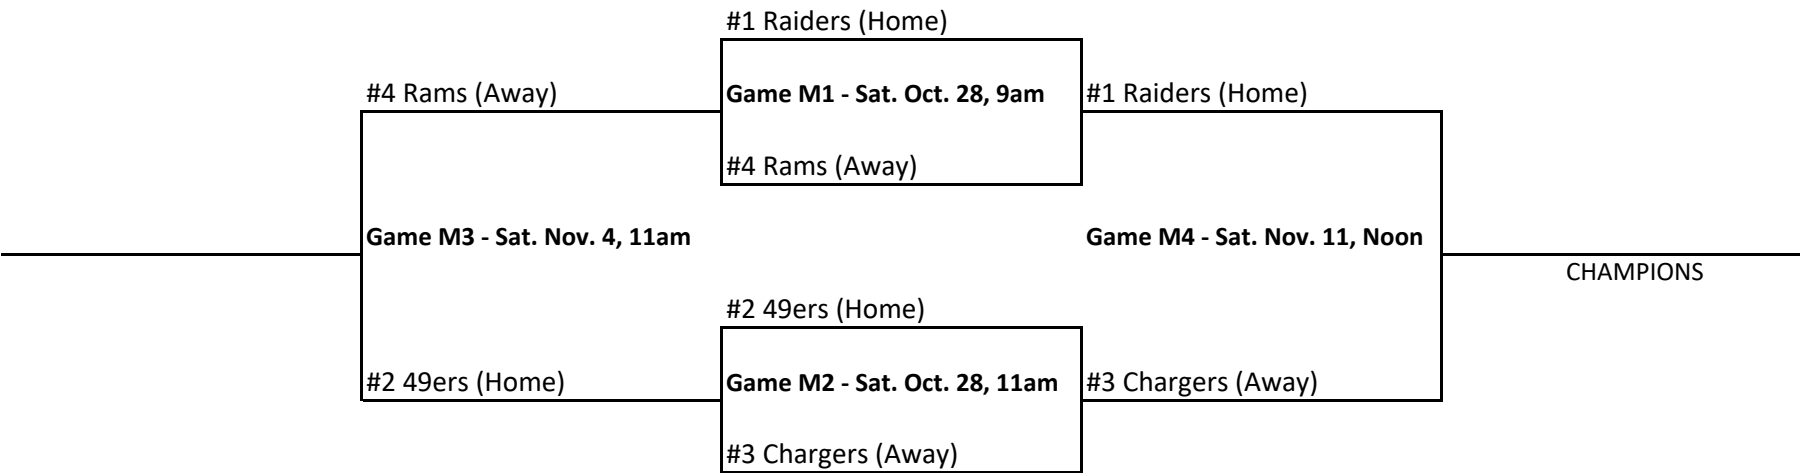 #1 Raiders (Home)
#4 Rams (Away)
Game M1 - Sat. Oct. 28, 9am
#1 Raiders (Home)
#4 Rams (Away)
Game M3 - Sat. Nov. 4, 11am
Game M4 - Sat. Nov. 11, Noon
CHAMPIONS
#2 49ers (Home)
#2 49ers (Home)
Game M2 - Sat. Oct. 28, 11am
#3 Chargers (Away)
#3 Chargers (Away)